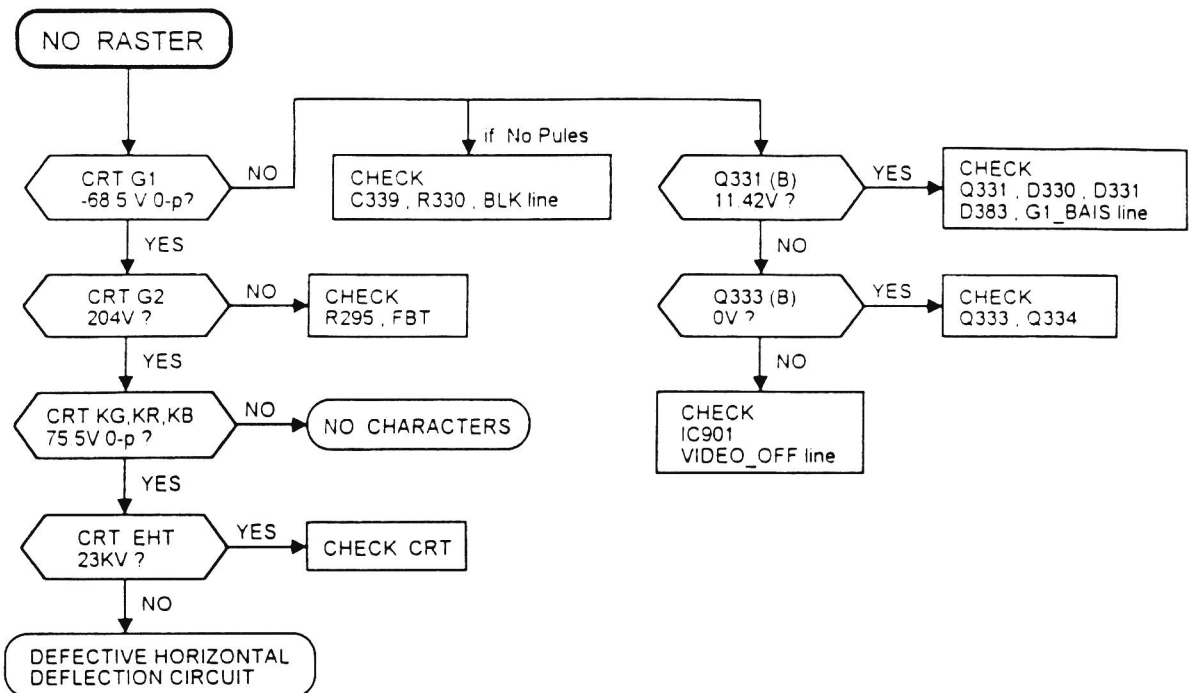 NO RASTER
if No Pules
CRT G1
-68 5 V 0-p?
NO
CHECK
C339 , R330 , BLK line
Q331 (B)
11.42V ?
YES
CHECK
Q331 , D330 , D331
D383 , G1_BAIS line
YES
NO
CRT G2
204V ?
NO
CHECK
R295 , FBT
Q333 (B)
0V ?
YES
CHECK
Q333 , Q334
YES
NO
CRT KG,KR,KB
75 5V 0-p ?
NO
NO CHARACTERS
CHECK
IC901
VIDEO_OFF line
YES
CRT EHT
23KV ?
YES
CHECK CRT
NO
DEFECTIVE HORIZONTAL
DEFLECTION CIRCUIT